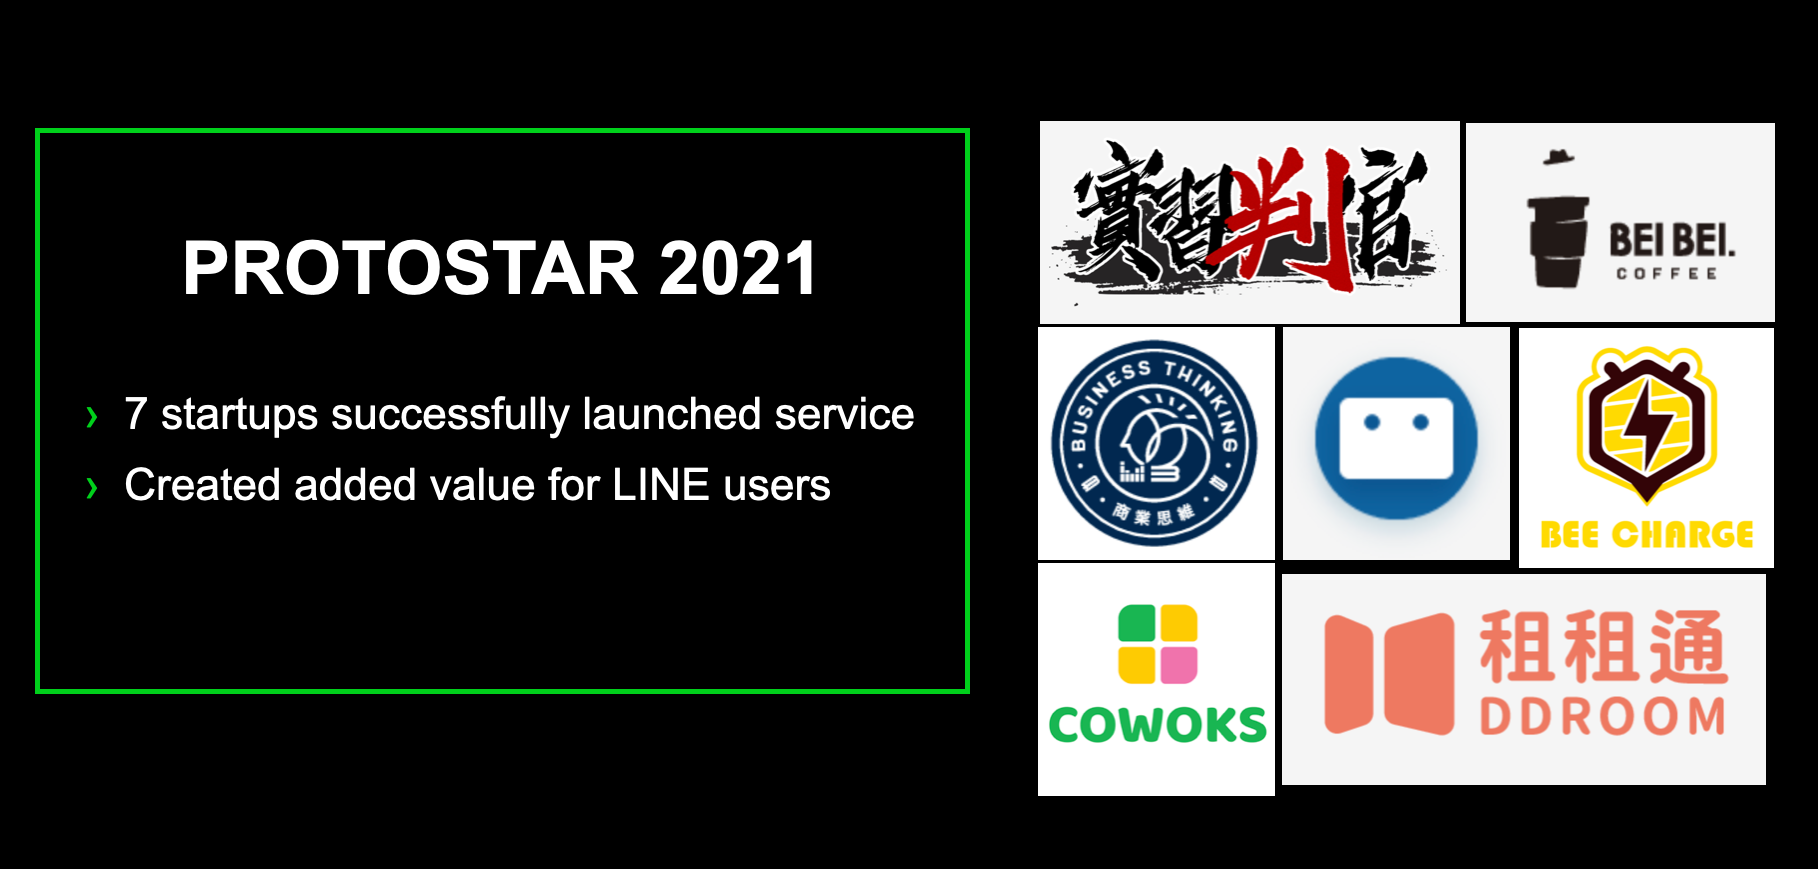 PROTOSTAR 2021
› 7 startups successfully launched service
› Created added value for LINE users
實習判官
BEI BEI.
COFFEE
BUSINESS THINKING
商業思維
BEE CHARGE
COWOKS
租租通
DDROOM